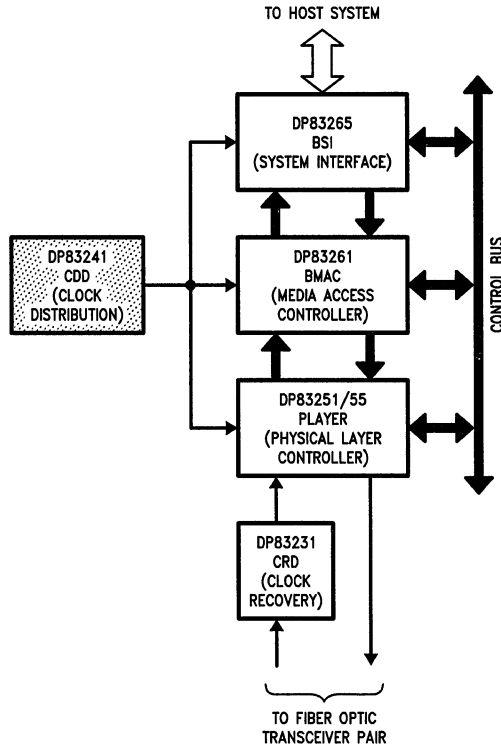 TO HOST SYSTEM
DP83265
BSI
(SYSTEM INTERFACE)
DP83241
CDD
(CLOCK
DISTRIBUTION)
DP83261
BMAC
(MEDIA ACCESS
CONTROLLER)
CONTROL BUS
DP83251/55
PLAYER
(PHYSICAL LAYER
CONTROLLER)
DP83231
CRD
(CLOCK
RECOVERY)
TO FIBER OPTIC
TRANSCEIVER PAIR